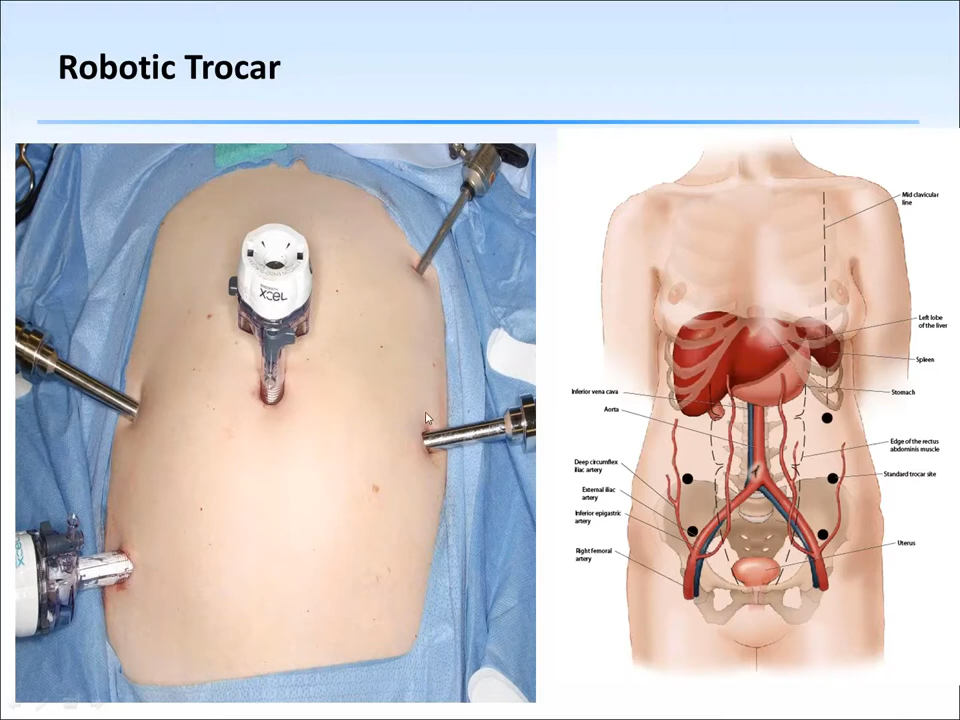 Robotic Trocar
XCEL
XCEL
Mid clavicular
line
Left lobe
of the liver
Spleen
Stomach
Inferior vena cava
Aorta
Edge of the rectus
abdominis muscle
Standard trocar site
Deep circumflex
iliac artery
External iliac
artery
Inferior epigastric
artery
Right femoral
artery
Uterus